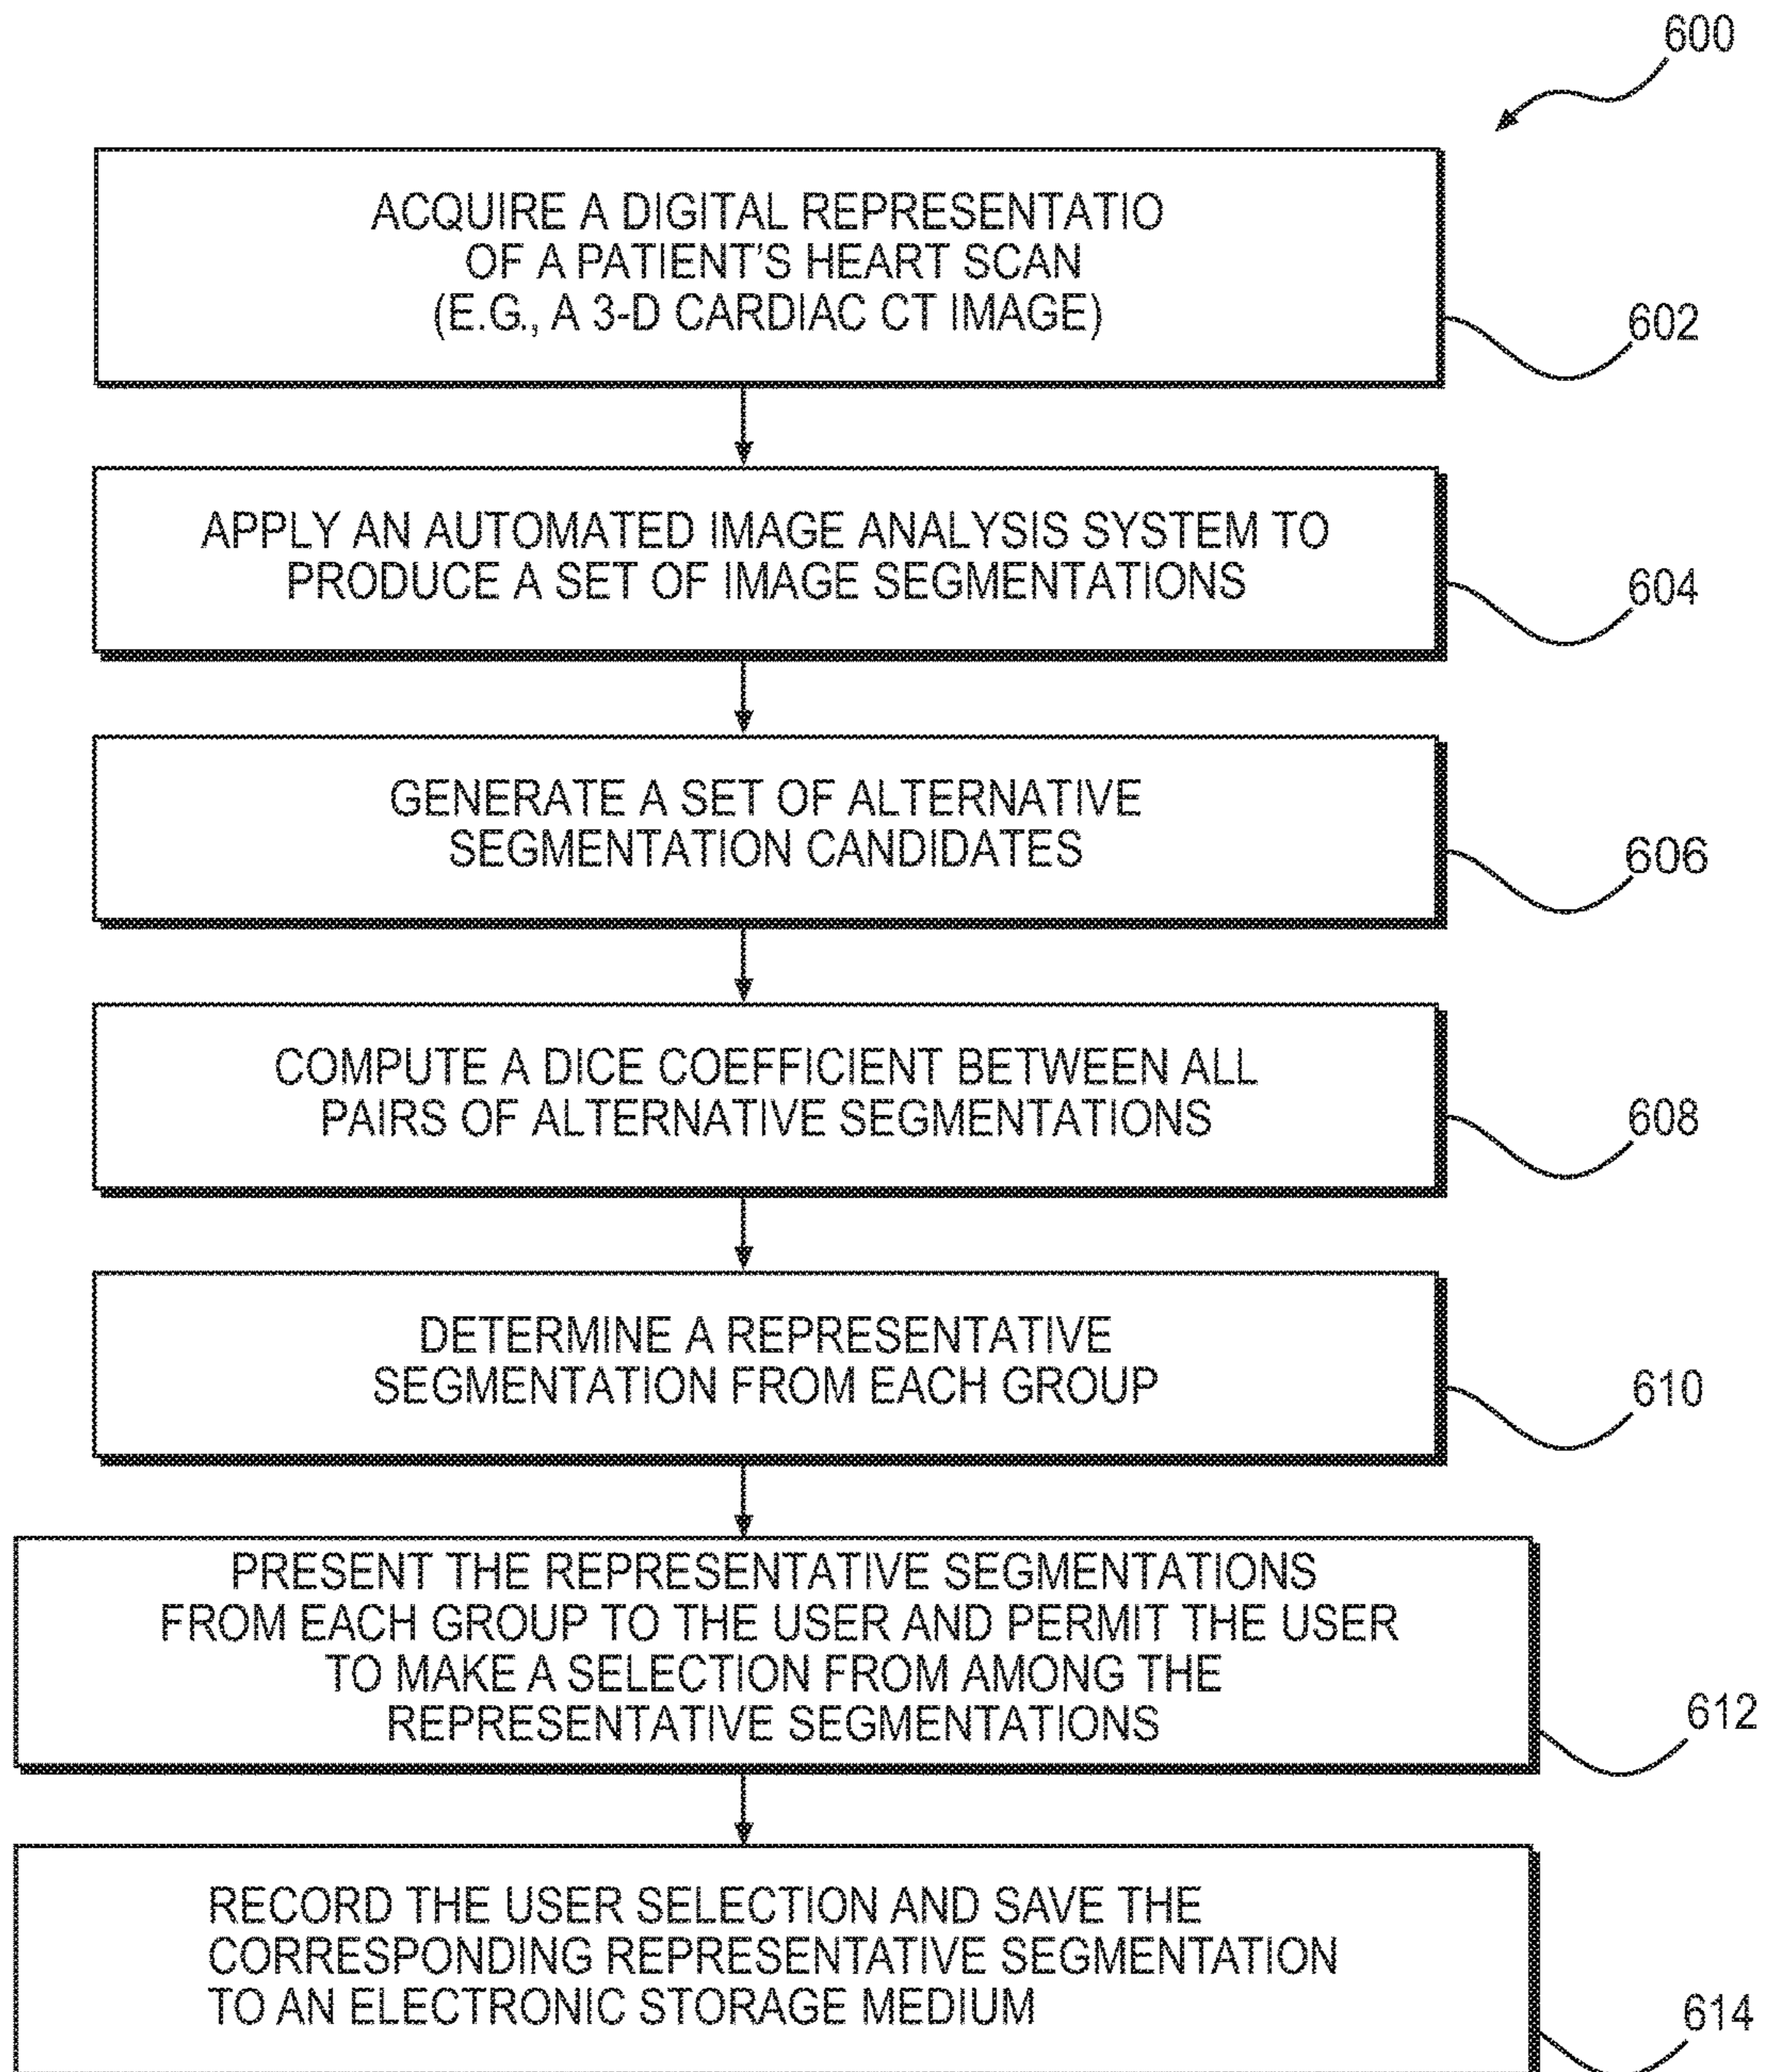 600
ACQUIRE A DIGITAL REPRESENTATIO
OF A PATIENT'S HEART SCAN
(E.G., A 3-D CARDIAC CT IMAGE)
602
APPLY AN AUTOMATED IMAGE ANALYSIS SYSTEM TO
PRODUCE A SET OF IMAGE SEGMENTATIONS
604
GENERATE A SET OF ALTERNATIVE
SEGMENTATION CANDIDATES
606
COMPUTE A DICE COEFFICIENT BETWEEN ALL
PAIRS OF ALTERNATIVE SEGMENTATIONS
608
DETERMINE A REPRESENTATIVE
SEGMENTATION FROM EACH GROUP
610
PRESENT THE REPRESENTATIVE SEGMENTATIONS
FROM EACH GROUP TO THE USER AND PERMIT THE USER
TO MAKE A SELECTION FROM AMONG THE
REPRESENTATIVE SEGMENTATIONS
612
RECORD THE USER SELECTION AND SAVE THE
CORRESPONDING REPRESENTATIVE SEGMENTATION
TO AN ELECTRONIC STORAGE MEDIUM
614